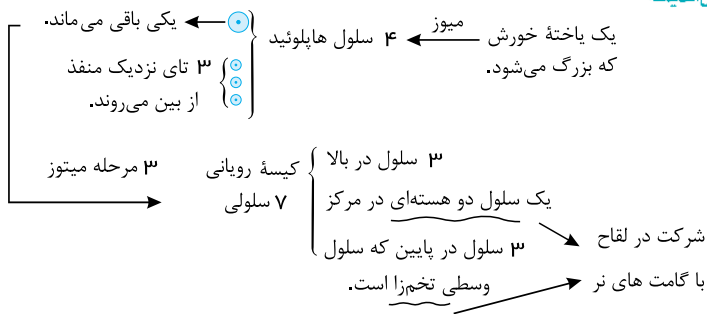 یک یاختهٔ خورش
که بزرگ می‌شود.
میوز
۴ سلول هاپلوئید
یکی باقی می‌ماند.
۳ تای نزدیک منفذ
از بین می‌روند.
۳ مرحله میتوز
کیسهٔ رویانی
۷ سلولی
۳ سلول در بالا
یک سلول دو هسته‌ای در مرکز
۳ سلول در پایین که سلول
وسطی تخم‌زا است.
شرکت در لقاح
با گامت های نر